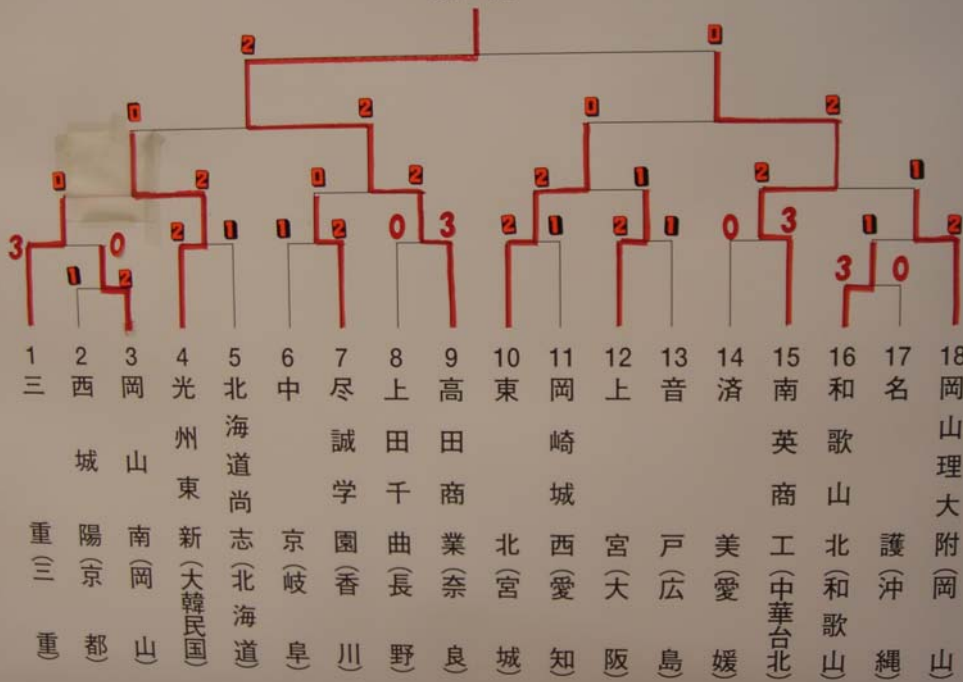 2 0
0 2 0 2
0 2 0 2 2 1 2 1
3 0 2 1 1 2 0 3 2 1 2 1 0 3 1 2
1 2 3 0
1 2 3 4 5 6 7 8 9 10 11 12 13 14 15 16 17 18
三重(三重)
西城陽(京都)
岡山南(岡山)
光州東新(大韓民国)
北海道尚志(北海道)
中京(岐阜)
尽誠学園(香川)
上田千曲(長野)
高田商業(奈良)
東北(宮城)
岡崎城西(愛知)
上宮(大阪)
音戸(広島)
済美(愛媛)
南英商工(中華台北)
和歌山北(和歌山)
名護(沖縄)
岡山理大附(岡山)